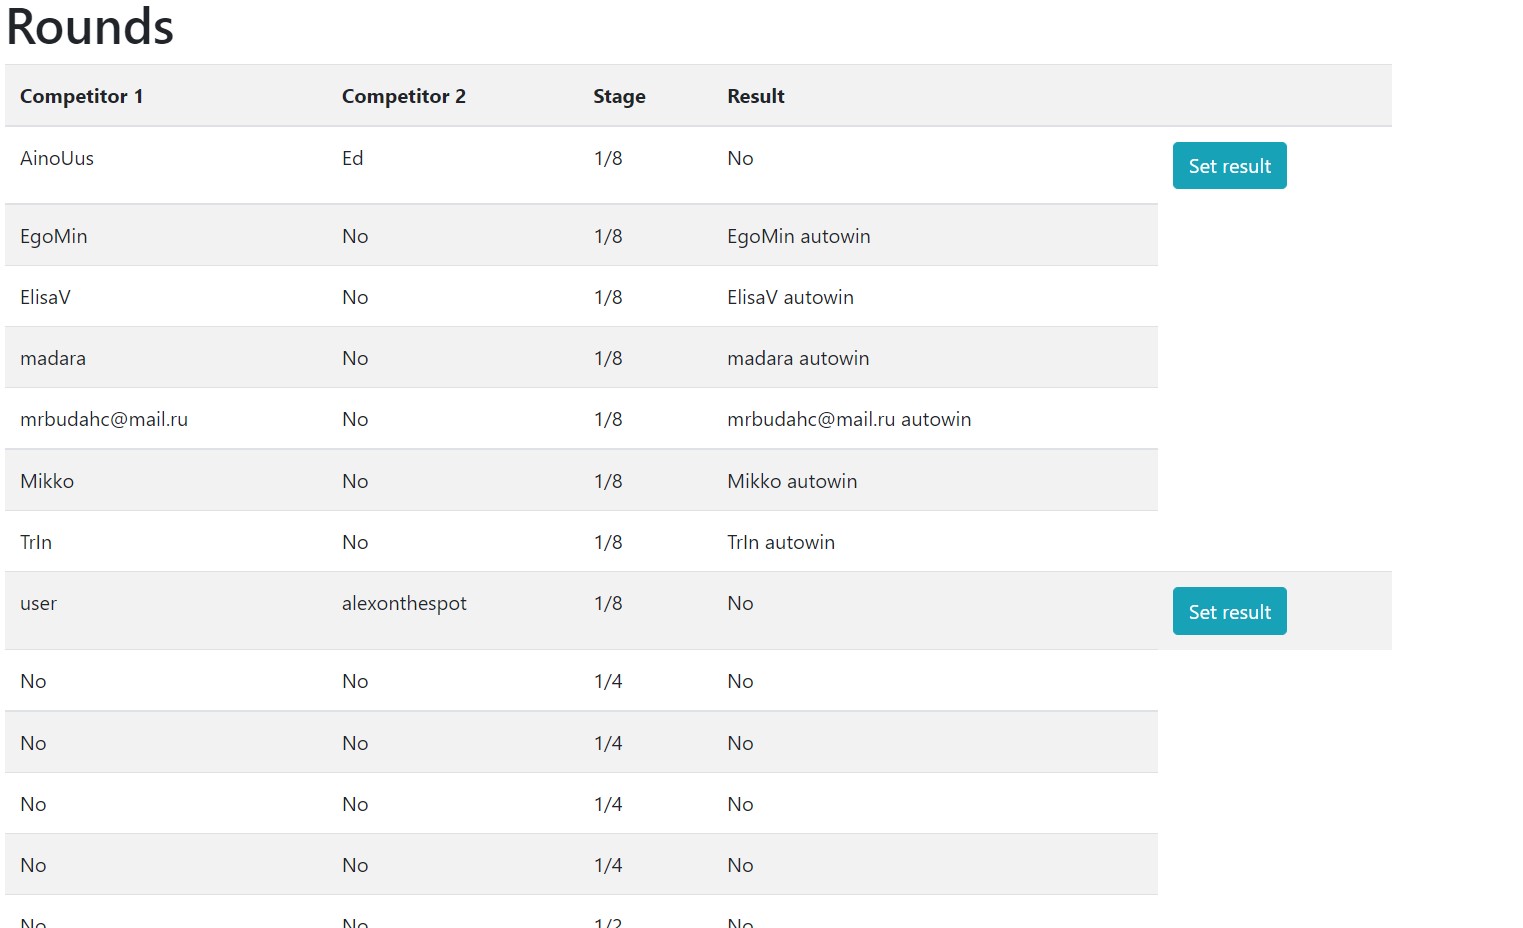 Rounds
Competitor 1 Competitor 2 Stage Result
AinoUus Ed 1/8 No Set result
EgoMin No 1/8 EgoMin autowin
ElisaV No 1/8 ElisaV autowin
madara No 1/8 madara autowin
mrbudahc@mail.ru No 1/8 mrbudahc@mail.ru autowin
Mikko No 1/8 Mikko autowin
TrIn No 1/8 TrIn autowin
user alexonthespot 1/8 No Set result
No No 1/4 No
No No 1/4 No
No No 1/4 No
No No 1/4 No
No No 1/2 No